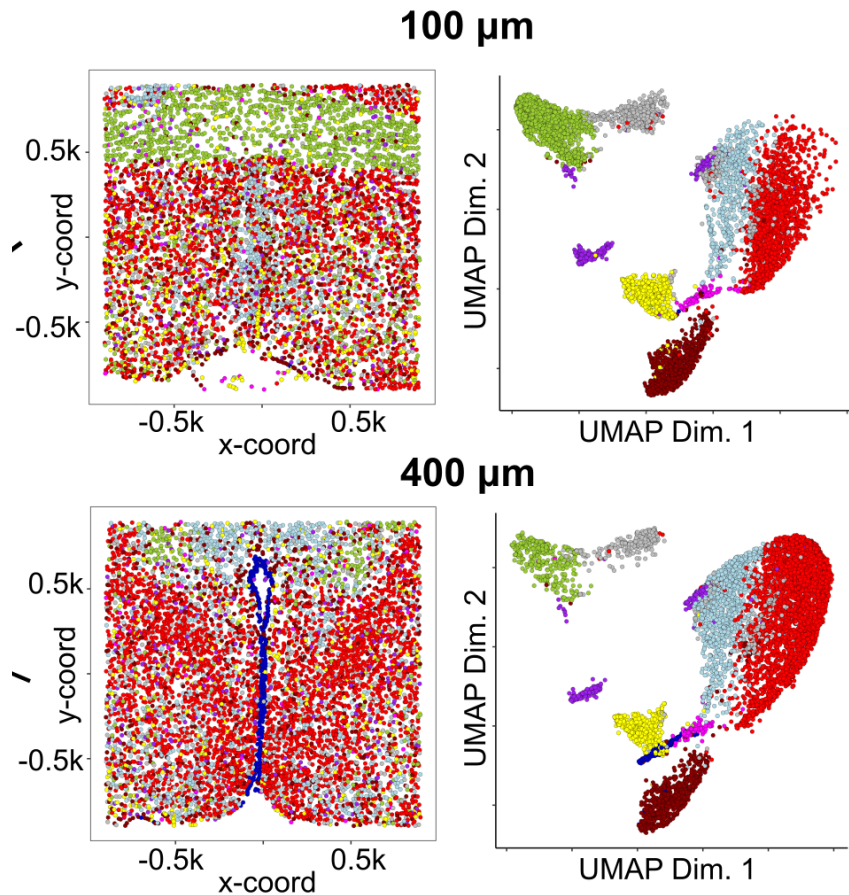 100 µm
0.5k
-0.5k
y-coord
-0.5k
0.5k
x-coord
UMAP Dim. 2
UMAP Dim. 1
400 µm
0.5k
-0.5k
y-coord
-0.5k
0.5k
x-coord
UMAP Dim. 2
UMAP Dim. 1